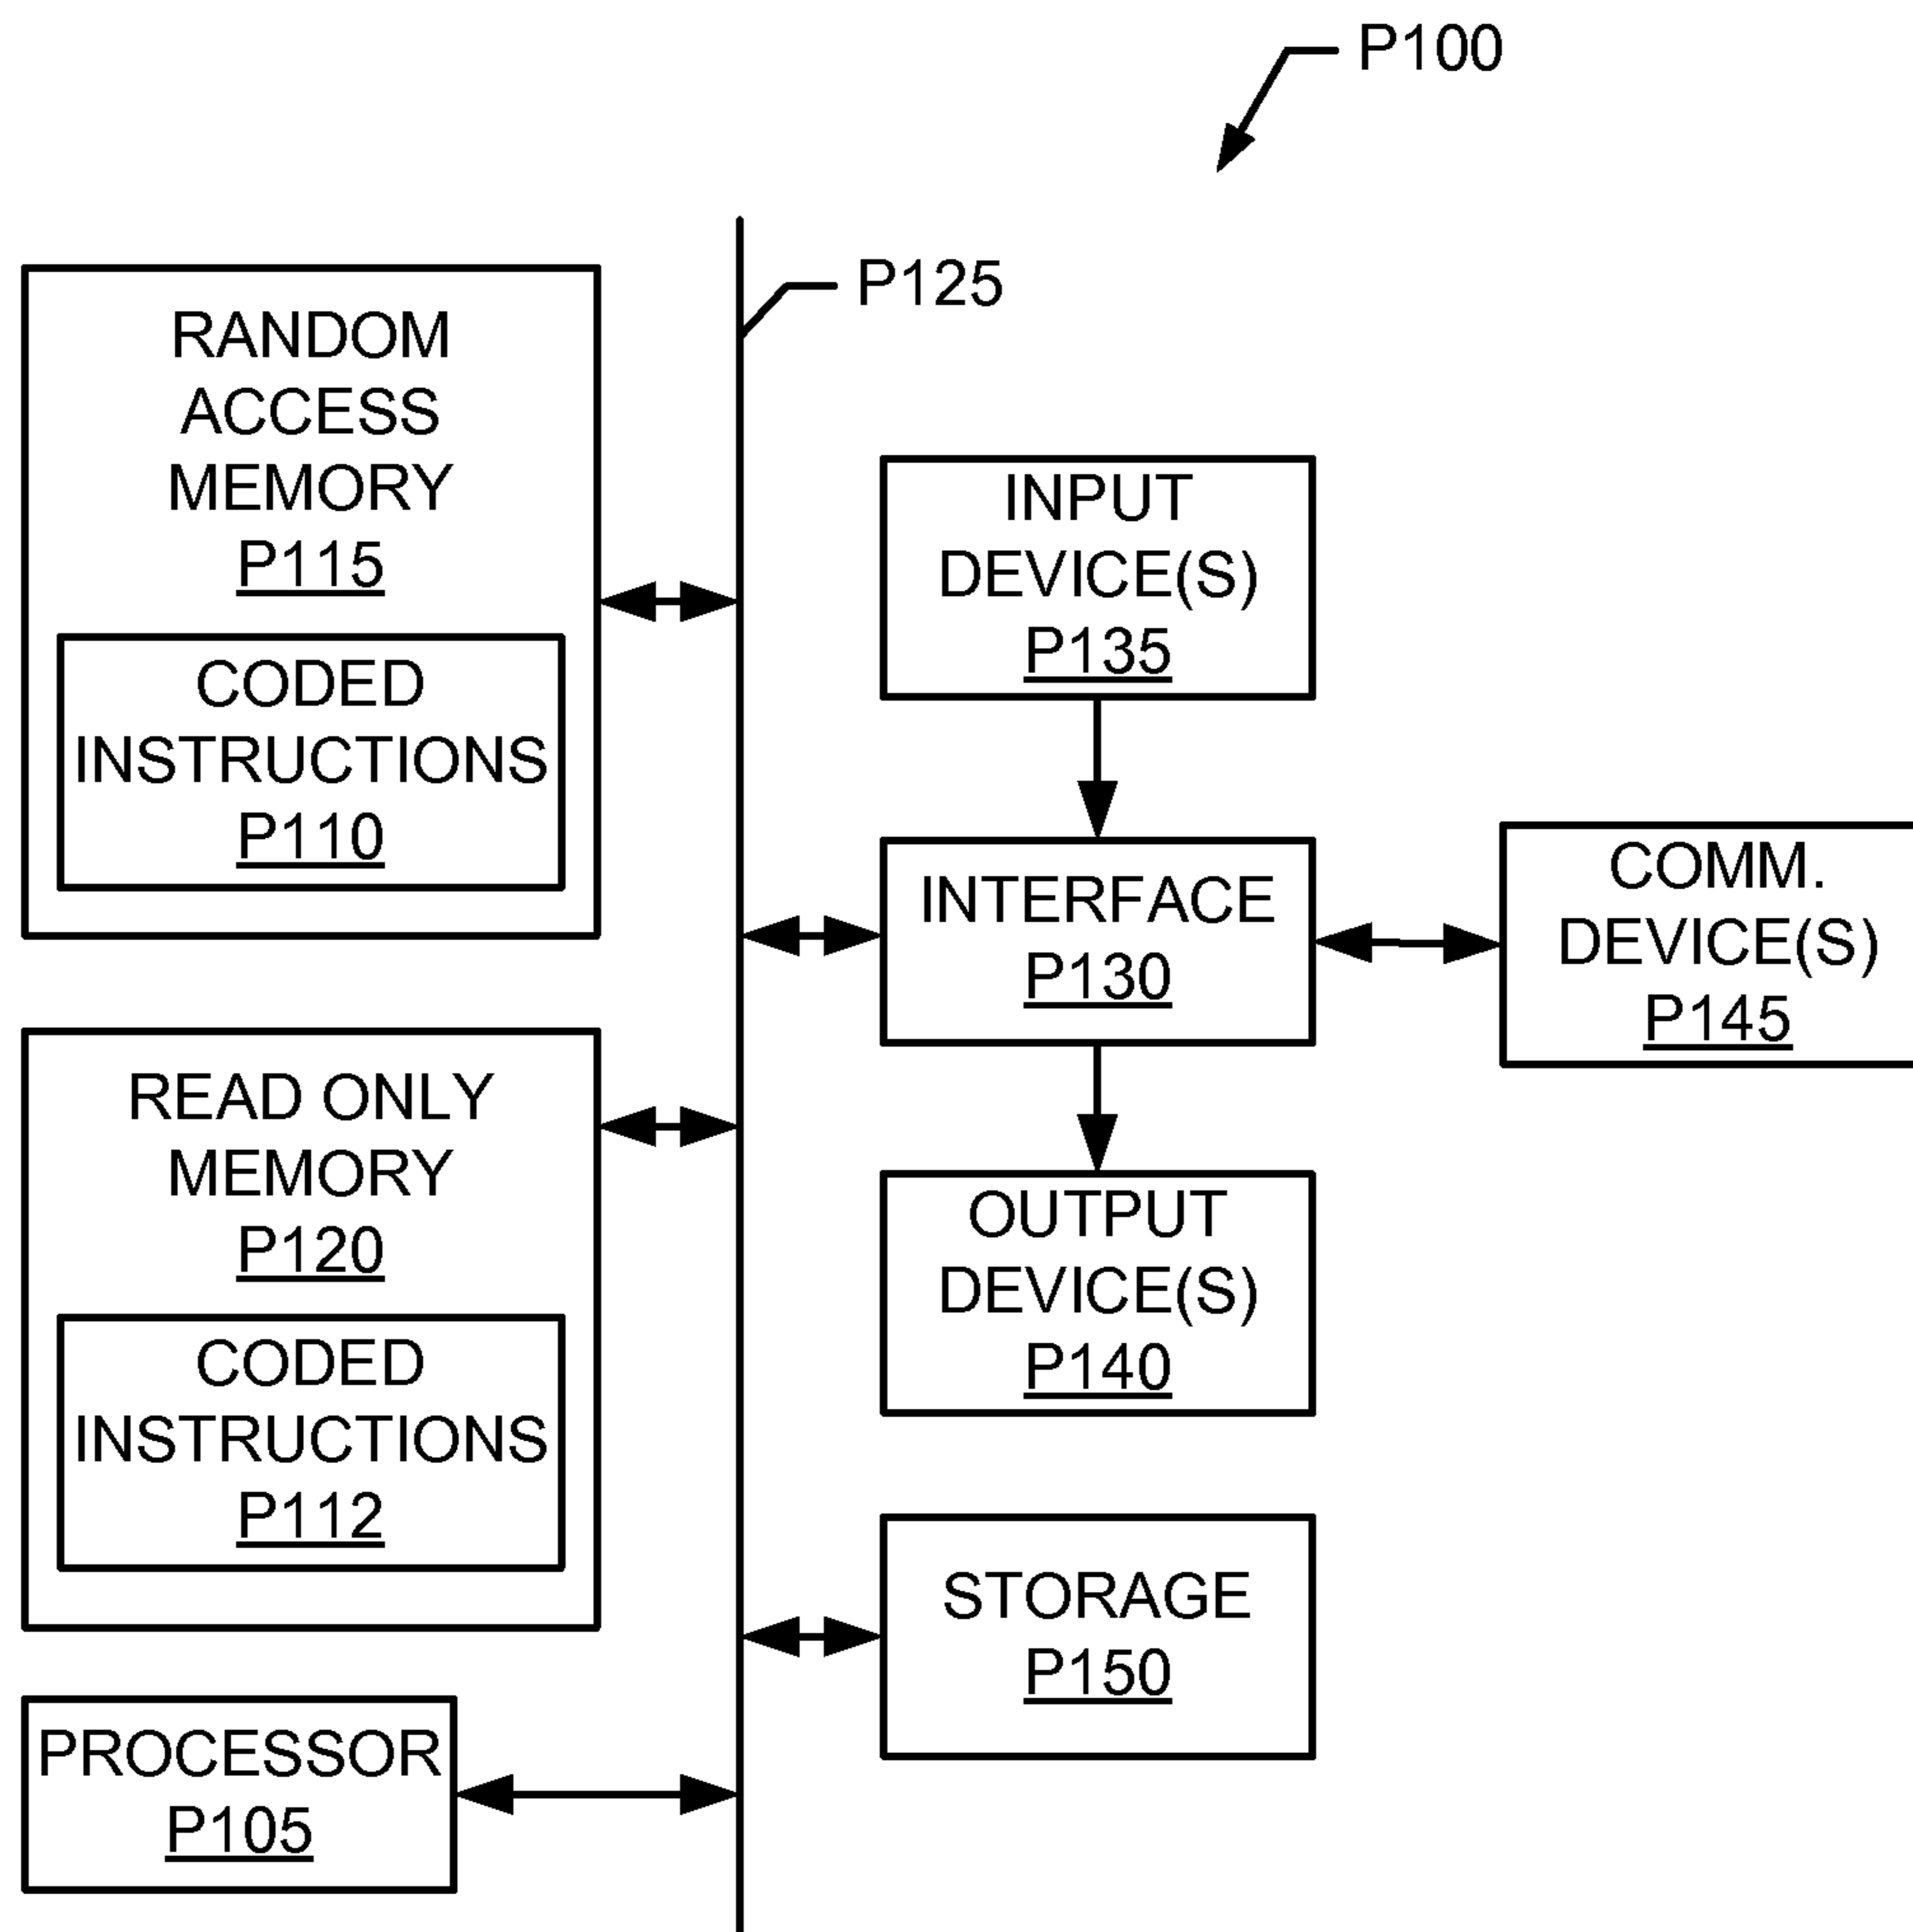 P100
P125
RANDOM
ACCESS
MEMORY
P115
CODED
INSTRUCTIONS
P110
READ ONLY
MEMORY
P120
CODED
INSTRUCTIONS
P112
PROCESSOR
P105
INPUT
DEVICE(S)
P135
INTERFACE
P130
OUTPUT
DEVICE(S)
P140
STORAGE
P150
COMM.
DEVICE(S)
P145